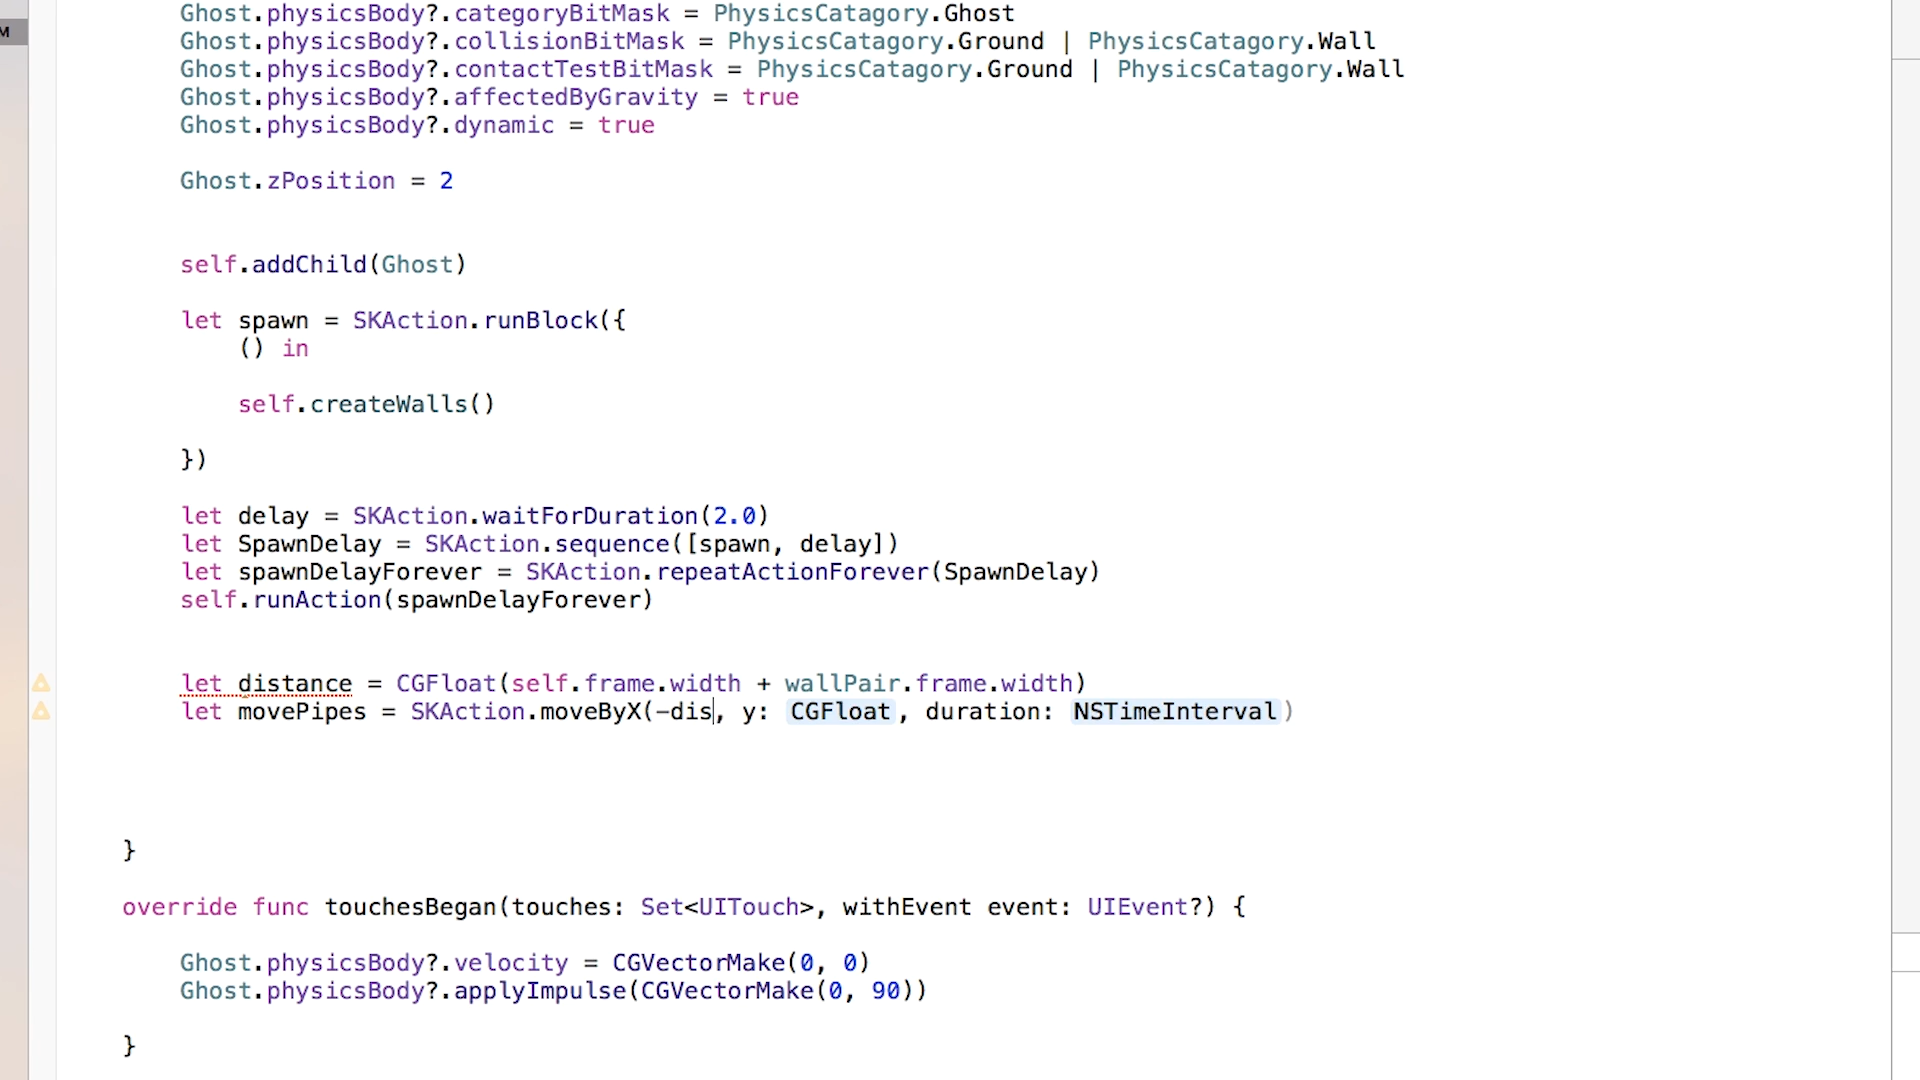 M
Ghost.physicsBody?.categoryBitMask = PhysicsCatagory.Ghost
Ghost.physicsBody?.collisionBitMask = PhysicsCatagory.Ground | PhysicsCatagory.Wall
Ghost.physicsBody?.contactTestBitMask = PhysicsCatagory.Ground | PhysicsCatagory.Wall
Ghost.physicsBody?.affectedByGravity = true
Ghost.physicsBody?.dynamic = true
Ghost.zPosition = 2
self.addChild(Ghost)
let spawn = SKAction.runBlock({
() in
self.createWalls()
})
let delay = SKAction.waitForDuration(2.0)
let SpawnDelay = SKAction.sequence([spawn, delay])
let spawnDelayForever = SKAction.repeatActionForever(SpawnDelay)
self.runAction(spawnDelayForever)
let distance = CGFloat(self.frame.width + wallPair.frame.width)
let movePipes = SKAction.moveByX(-dis, y: CGFloat, duration: NSTimeInterval)
}
override func touchesBegan(touches: Set<UITouch>, withEvent event: UIEvent?) {
Ghost.physicsBody?.velocity = CGVectorMake(0, 0)
Ghost.physicsBody?.applyImpulse(CGVectorMake(0, 90))
}